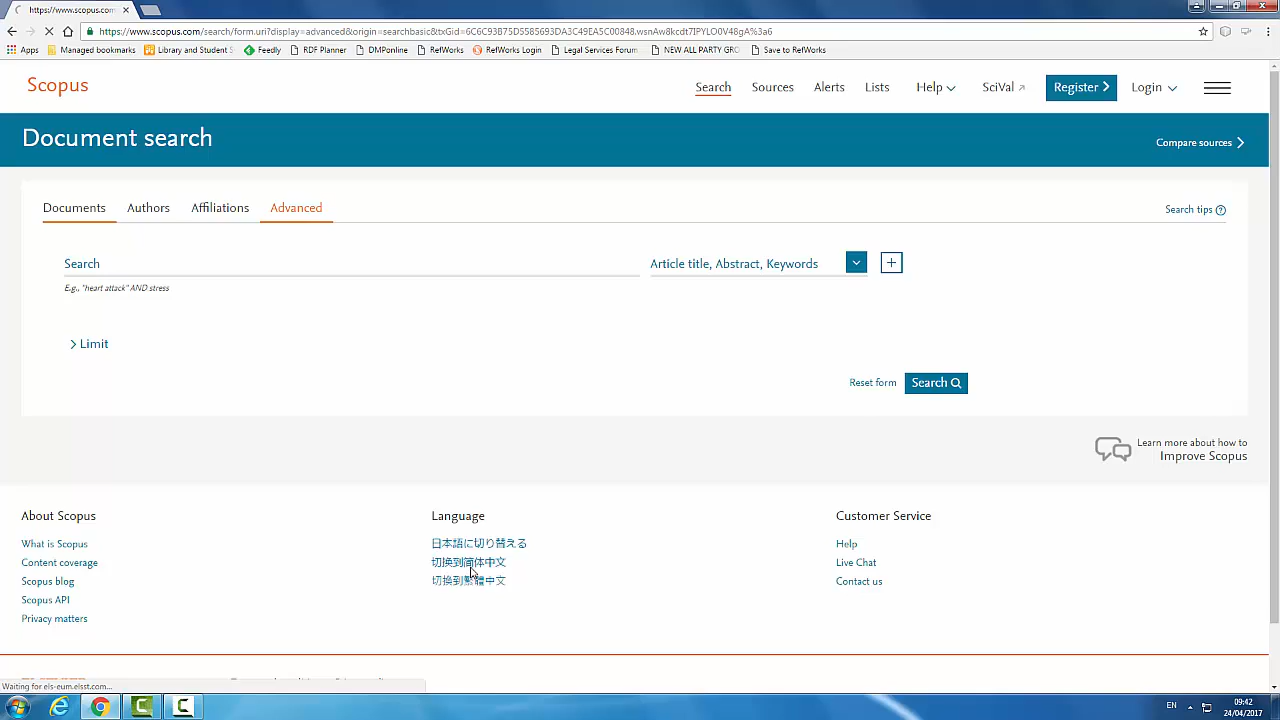 https://www.scopus.com
https://www.scopus.com/search/form.uri?display=advanced&origin=searchbasic&txGid=6C6C93B75D5585693DA3C49EA5C00848.wsnAw8kcdt7IPYLO0V48gA%3a6
Apps Managed bookmarks Library and Student S Feedly RDF Planner DMPonline RefWorks RefWorks Login Legal Services Forum NEW ALL PARTY GRO Save to RefWorks
Scopus
Search Sources Alerts Lists Help SciVal Register Login
Document search
Compare sources
Documents Authors Affiliations Advanced
Search tips
Search Article title, Abstract, Keywords
E.g., "heart attack" AND stress
Limit
Reset form Search
Learn more about how to
Improve Scopus
About Scopus Language Customer Service
What is Scopus 日本語に切り替える Help
Content coverage 切换到简体中文 Live Chat
Scopus blog 切換到繁體中文 Contact us
Scopus API
Privacy matters
Waiting for els-eum.elsst.com...
EN
09:42
24/04/2017